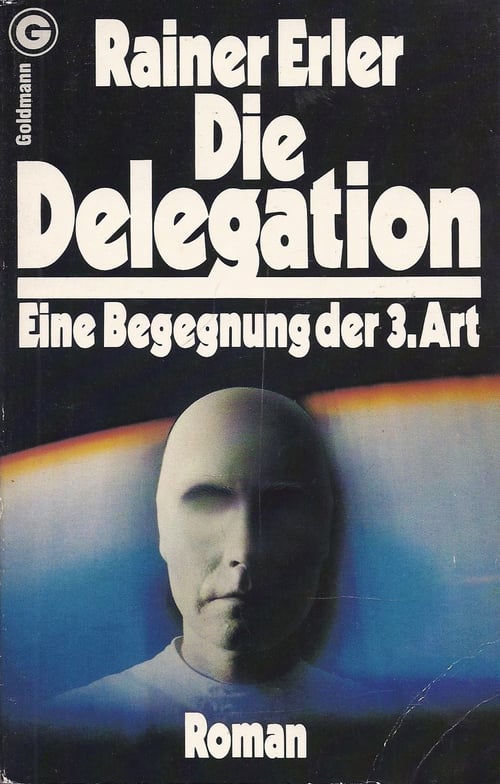 G
Goldmann
Rainer Erler
Die
Delegation
Eine Begegnung der 3. Art
Roman